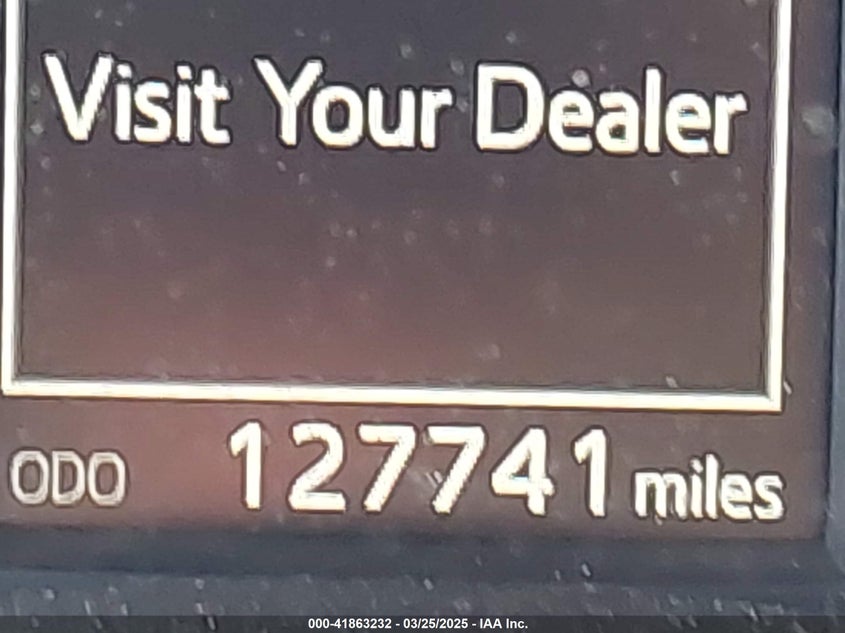 Visit Your Dealer
ODO 127741 miles
000-41863232 - 03/25/2025 - IAA Inc.